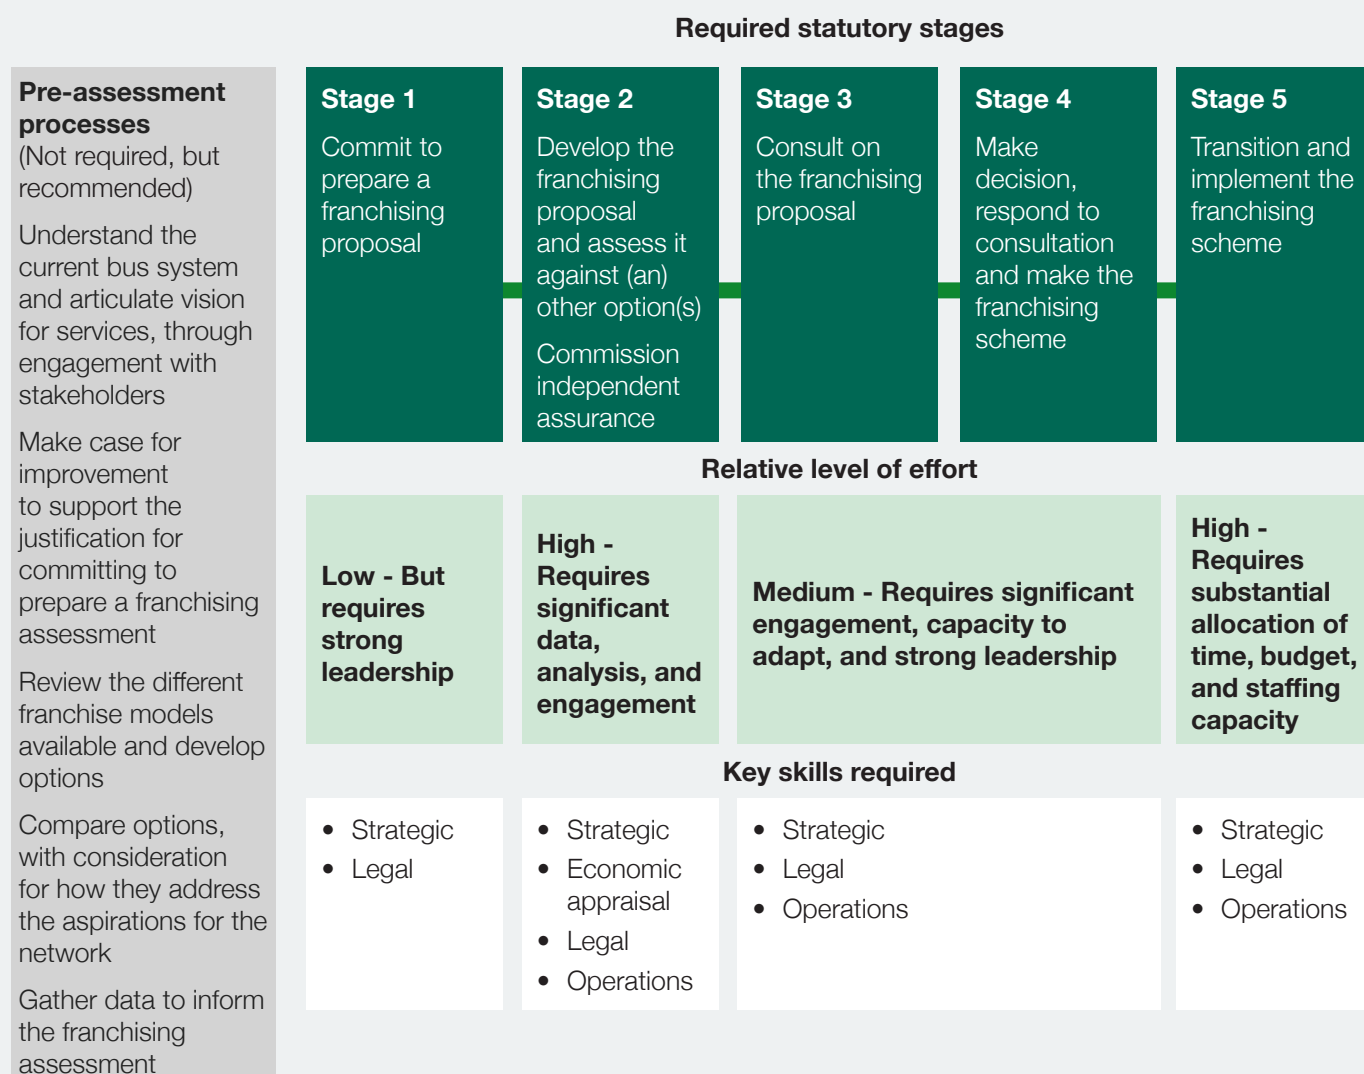 Required statutory stages
Pre-assessment
processes
(Not required, but
recommended)
Understand the
current bus system
and articulate vision
for services, through
engagement with
stakeholders
Make case for
improvement
to support the
justification for
committing to
prepare a franchising
assessment
Review the different
franchise models
available and develop
options
Compare options,
with consideration
for how they address
the aspirations for the
network
Gather data to inform
the franchising
assessment
Stage 1
Commit to
prepare a
franchising
proposal
Stage 2
Develop the
franchising
proposal
and assess it
against (an)
other option(s)
Commission
independent
assurance
Stage 3
Consult on
the franchising
proposal
Stage 4
Make
decision,
respond to
consultation
and make the
franchising
scheme
Stage 5
Transition and
implement the
franchising
scheme
Relative level of effort
Low - But
requires
strong
leadership
High -
Requires
significant
data,
analysis, and
engagement
Medium - Requires significant
engagement, capacity to
adapt, and strong leadership
High -
Requires
substantial
allocation of
time, budget,
and staffing
capacity
Key skills required
• Strategic
• Legal
• Strategic
• Economic
appraisal
• Legal
• Operations
• Strategic
• Legal
• Operations
• Strategic
• Legal
• Operations